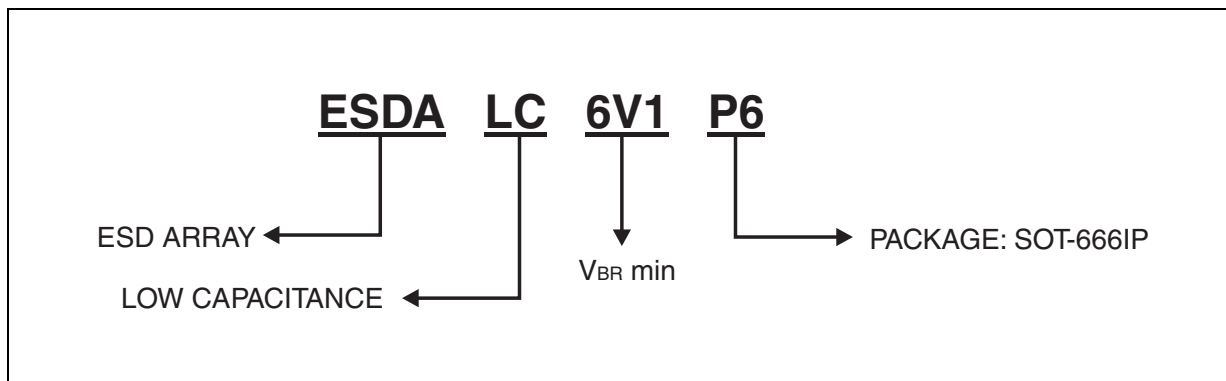 ESDA LC 6V1 P6
ESD ARRAY
PACKAGE: SOT-666IP
VBR min
LOW CAPACITANCE